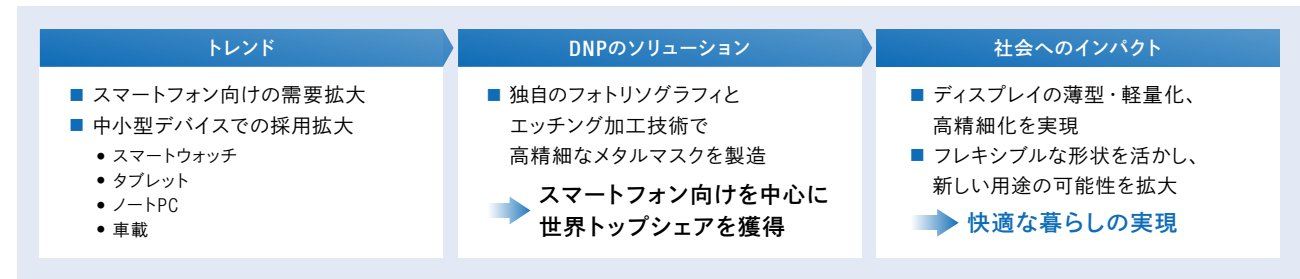 トレンド
■ スマートフォン向けの需要拡大
■ 中小型デバイスでの採用拡大
• スマートウォッチ
• タブレット
• ノートPC
• 車載
DNPのソリューション
■ 独自のフォトリソグラフィと
エッチング加工技術で
高精細なメタルマスクを製造
スマートフォン向けを中心に
世界トップシェアを獲得
社会へのインパクト
■ ディスプレイの薄型・軽量化、
高精細化を実現
■ フレキシブルな形状を活かし、
新しい用途の可能性を拡大
快適な暮らしの実現